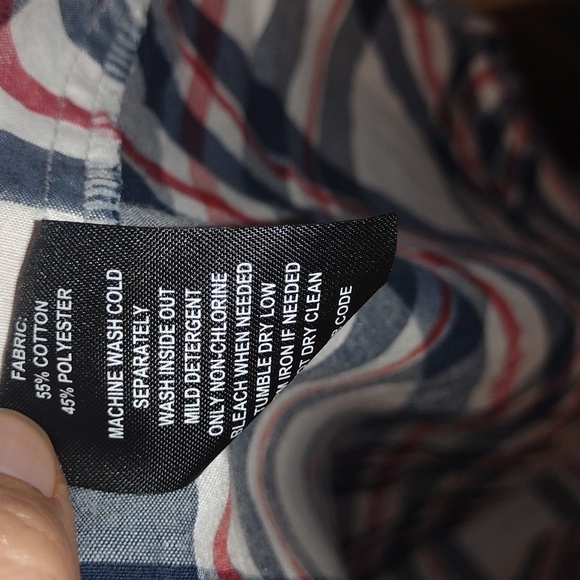 FABRIC:
55% COTTON
45% POLYESTER
MACHINE WASH COLD
SEPARATELY
WASH INSIDE OUT
MILD DETERGENT
ONLY NON-CHLORINE
BLEACH WHEN NEEDED
TUMBLE DRY LOW
IRON IF NEEDED
DRY CLEAN
CODE